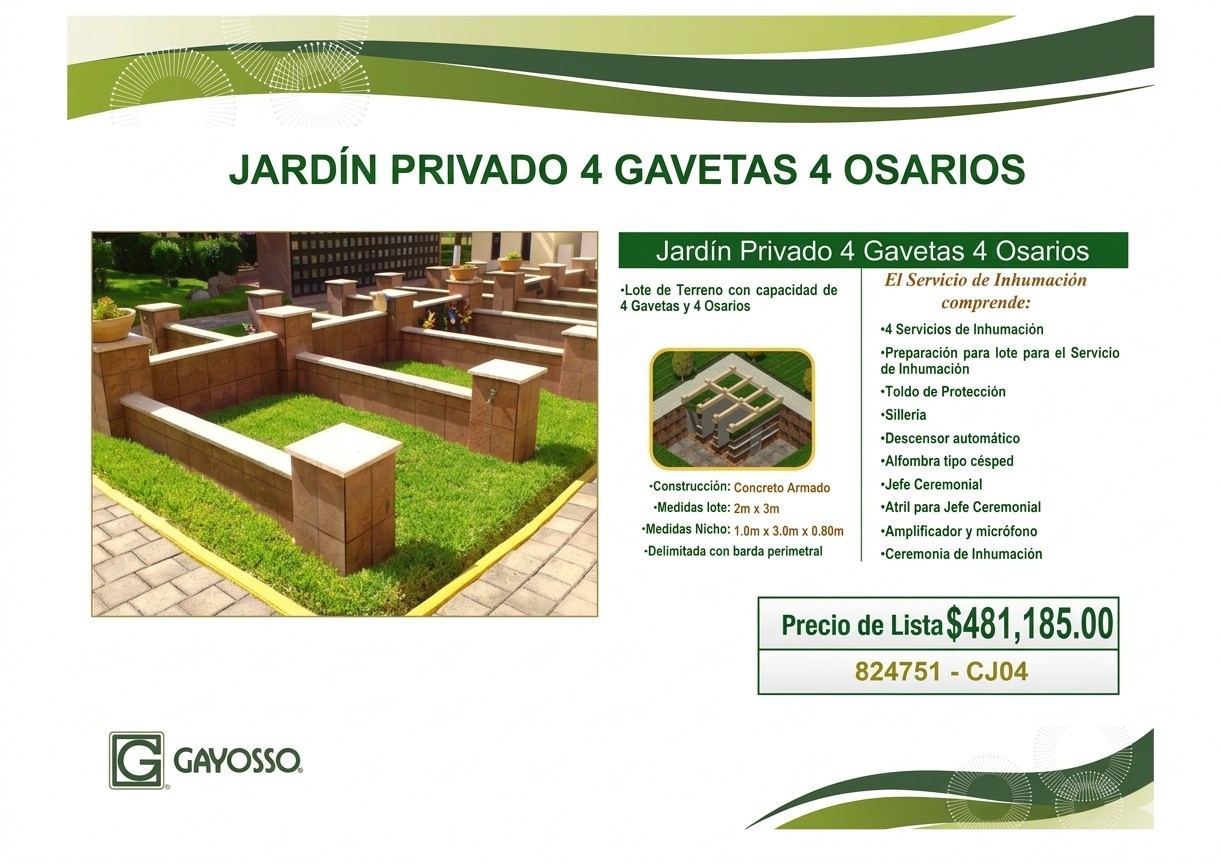 JARDÍN PRIVADO 4 GAVETAS 4 OSARIOS
Jardín Privado 4 Gavetas 4 Osarios
•Lote de Terreno con capacidad de
4 Gavetas y 4 Osarios
•Construcción: Concreto Armado
•Medidas lote: 2m x 3m
•Medidas Nicho: 1.0m x 3.0m x 0.80m
•Delimitada con barda perimetral
El Servicio de Inhumación
comprende:
•4 Servicios de Inhumación
•Preparación para lote para el Servicio
de Inhumación
•Toldo de Protección
•Sillería
•Descensor automático
•Alfombra tipo césped
•Jefe Ceremonial
•Atril para Jefe Ceremonial
•Amplificador y micrófono
•Ceremonia de Inhumación
Precio de Lista $481,185.00
824751 - CJ04
G® GAYOSSO®